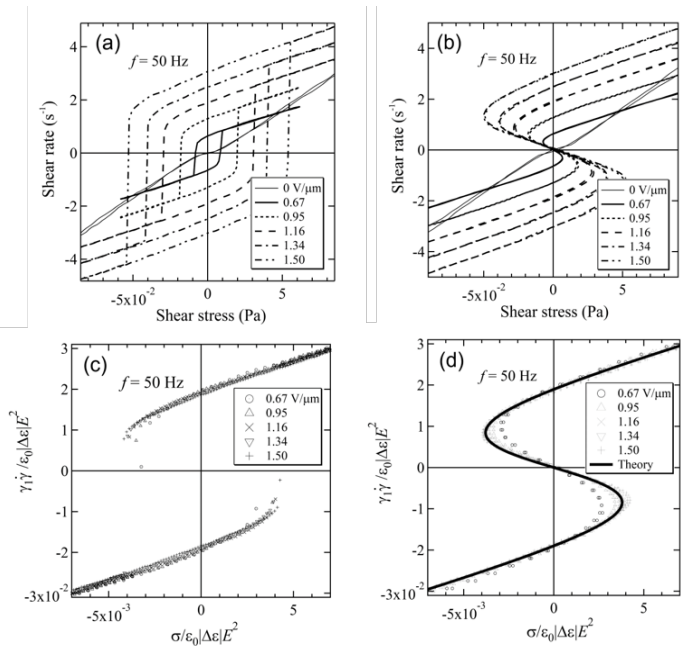 (a)
f = 50 Hz
Shear rate (s⁻¹)
4
2
0
-2
-4
0 V/μm
0.67
0.95
1.16
1.34
1.50
-5x10⁻²
0
5
Shear stress (Pa)
(b)
f = 50 Hz
Shear rate (s⁻¹)
4
2
0
-2
-4
0 V/μm
0.67
0.95
1.16
1.34
1.50
-5x10⁻²
0
5
Shear stress (Pa)
(c)
f = 50 Hz
γ₁γ̇/ε₀|Δε|E²
3
2
1
0
-1
-2
-3x10⁻²
0.67 V/μm
0.95
1.16
1.34
1.50
-5x10⁻³
0
5
σ/ε₀|Δε|E²
(d)
f = 50 Hz
γ₁γ̇/ε₀|Δε|E²
3
2
1
0
-1
-2
-3x10⁻²
0.67 V/μm
0.95
1.16
1.34
1.50
Theory
-5x10⁻³
0
5
σ/ε₀|Δε|E²